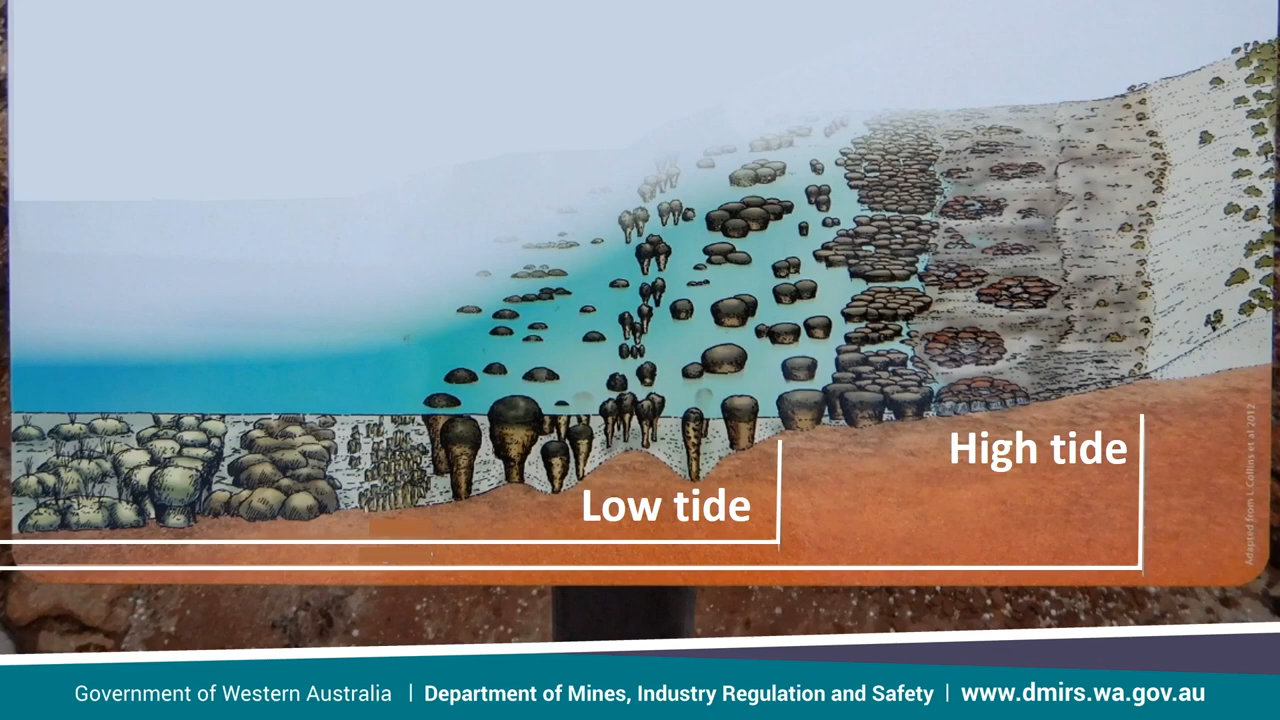 High tide
Low tide
Adapted from L Collins et al 2012
Government of Western Australia | Department of Mines, Industry Regulation and Safety | www.dmirs.wa.gov.au